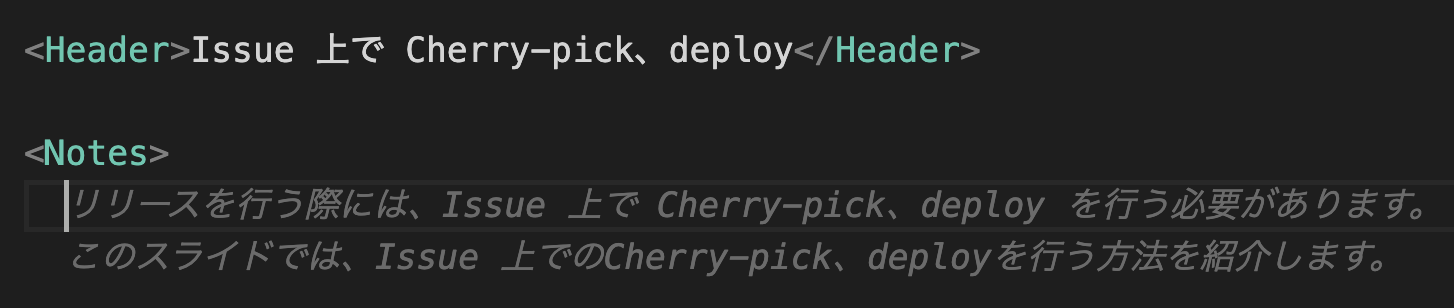 <Header>Issue 上で Cherry-pick、deploy</Header>
<Notes>
リリースを行う際には、Issue 上で Cherry-pick、deploy を行う必要があります。
このスライドでは、Issue 上でのCherry-pick、deployを行う方法を紹介します。